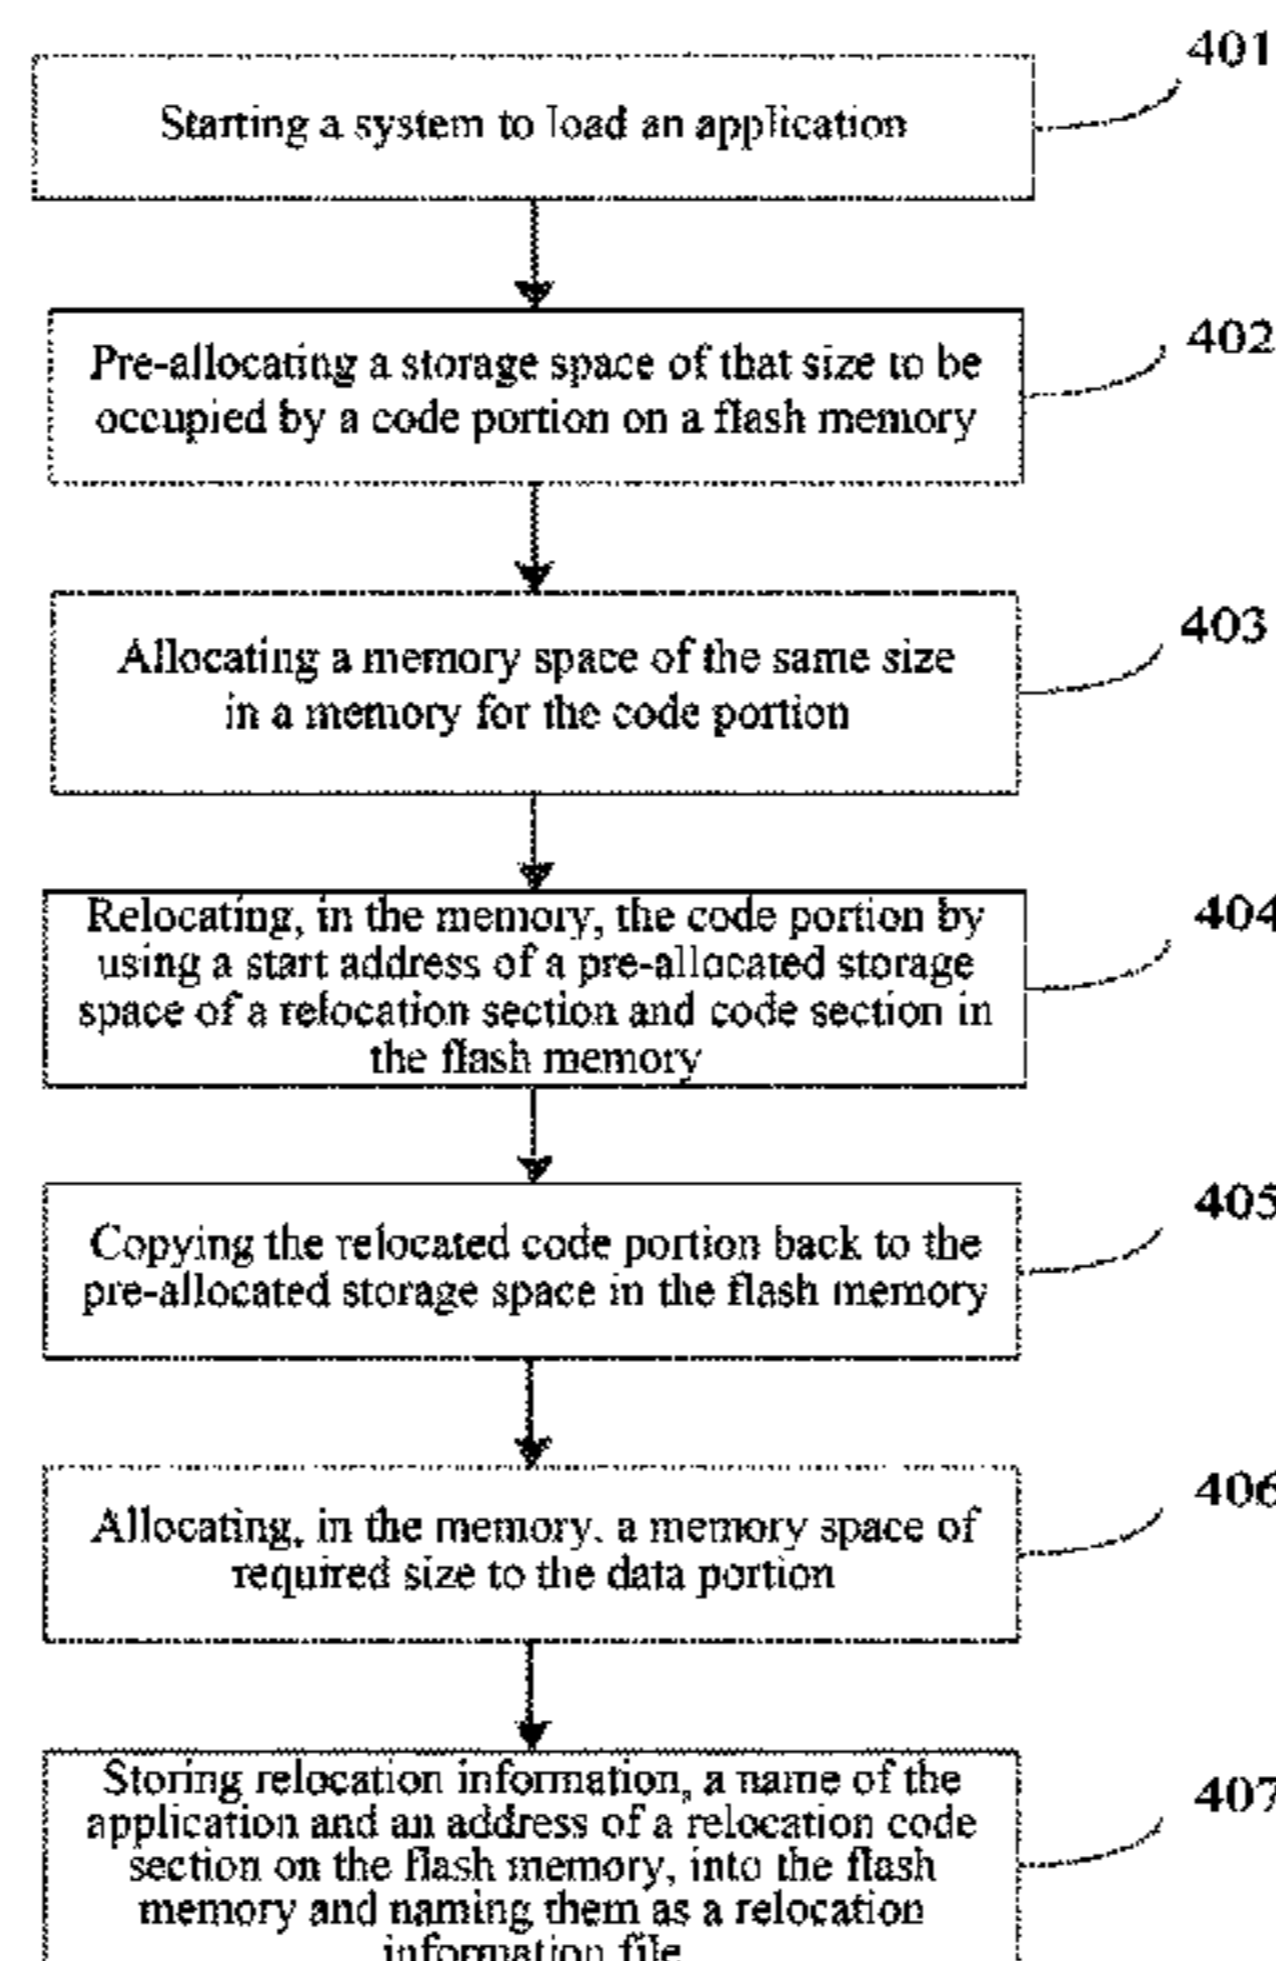 401
Starting a system to load an application
402
Pre-allocating a storage space of that size to be
occupied by a code portion on a flash memory
403
Allocating a memory space of the same size
in a memory for the code portion
404
Relocating, in the memory, the code portion by
using a start address of a pre-allocated storage
space of a relocation section and code section in
the flash memory
405
Copying the relocated code portion back to the
pre-allocated storage space in the flash memory
406
Allocating, in the memory, a memory space of
required size to the data portion
407
Storing relocation information, a name of the
application and an address of a relocation code
section on the flash memory, into the flash
memory and naming them as a relocation
information file